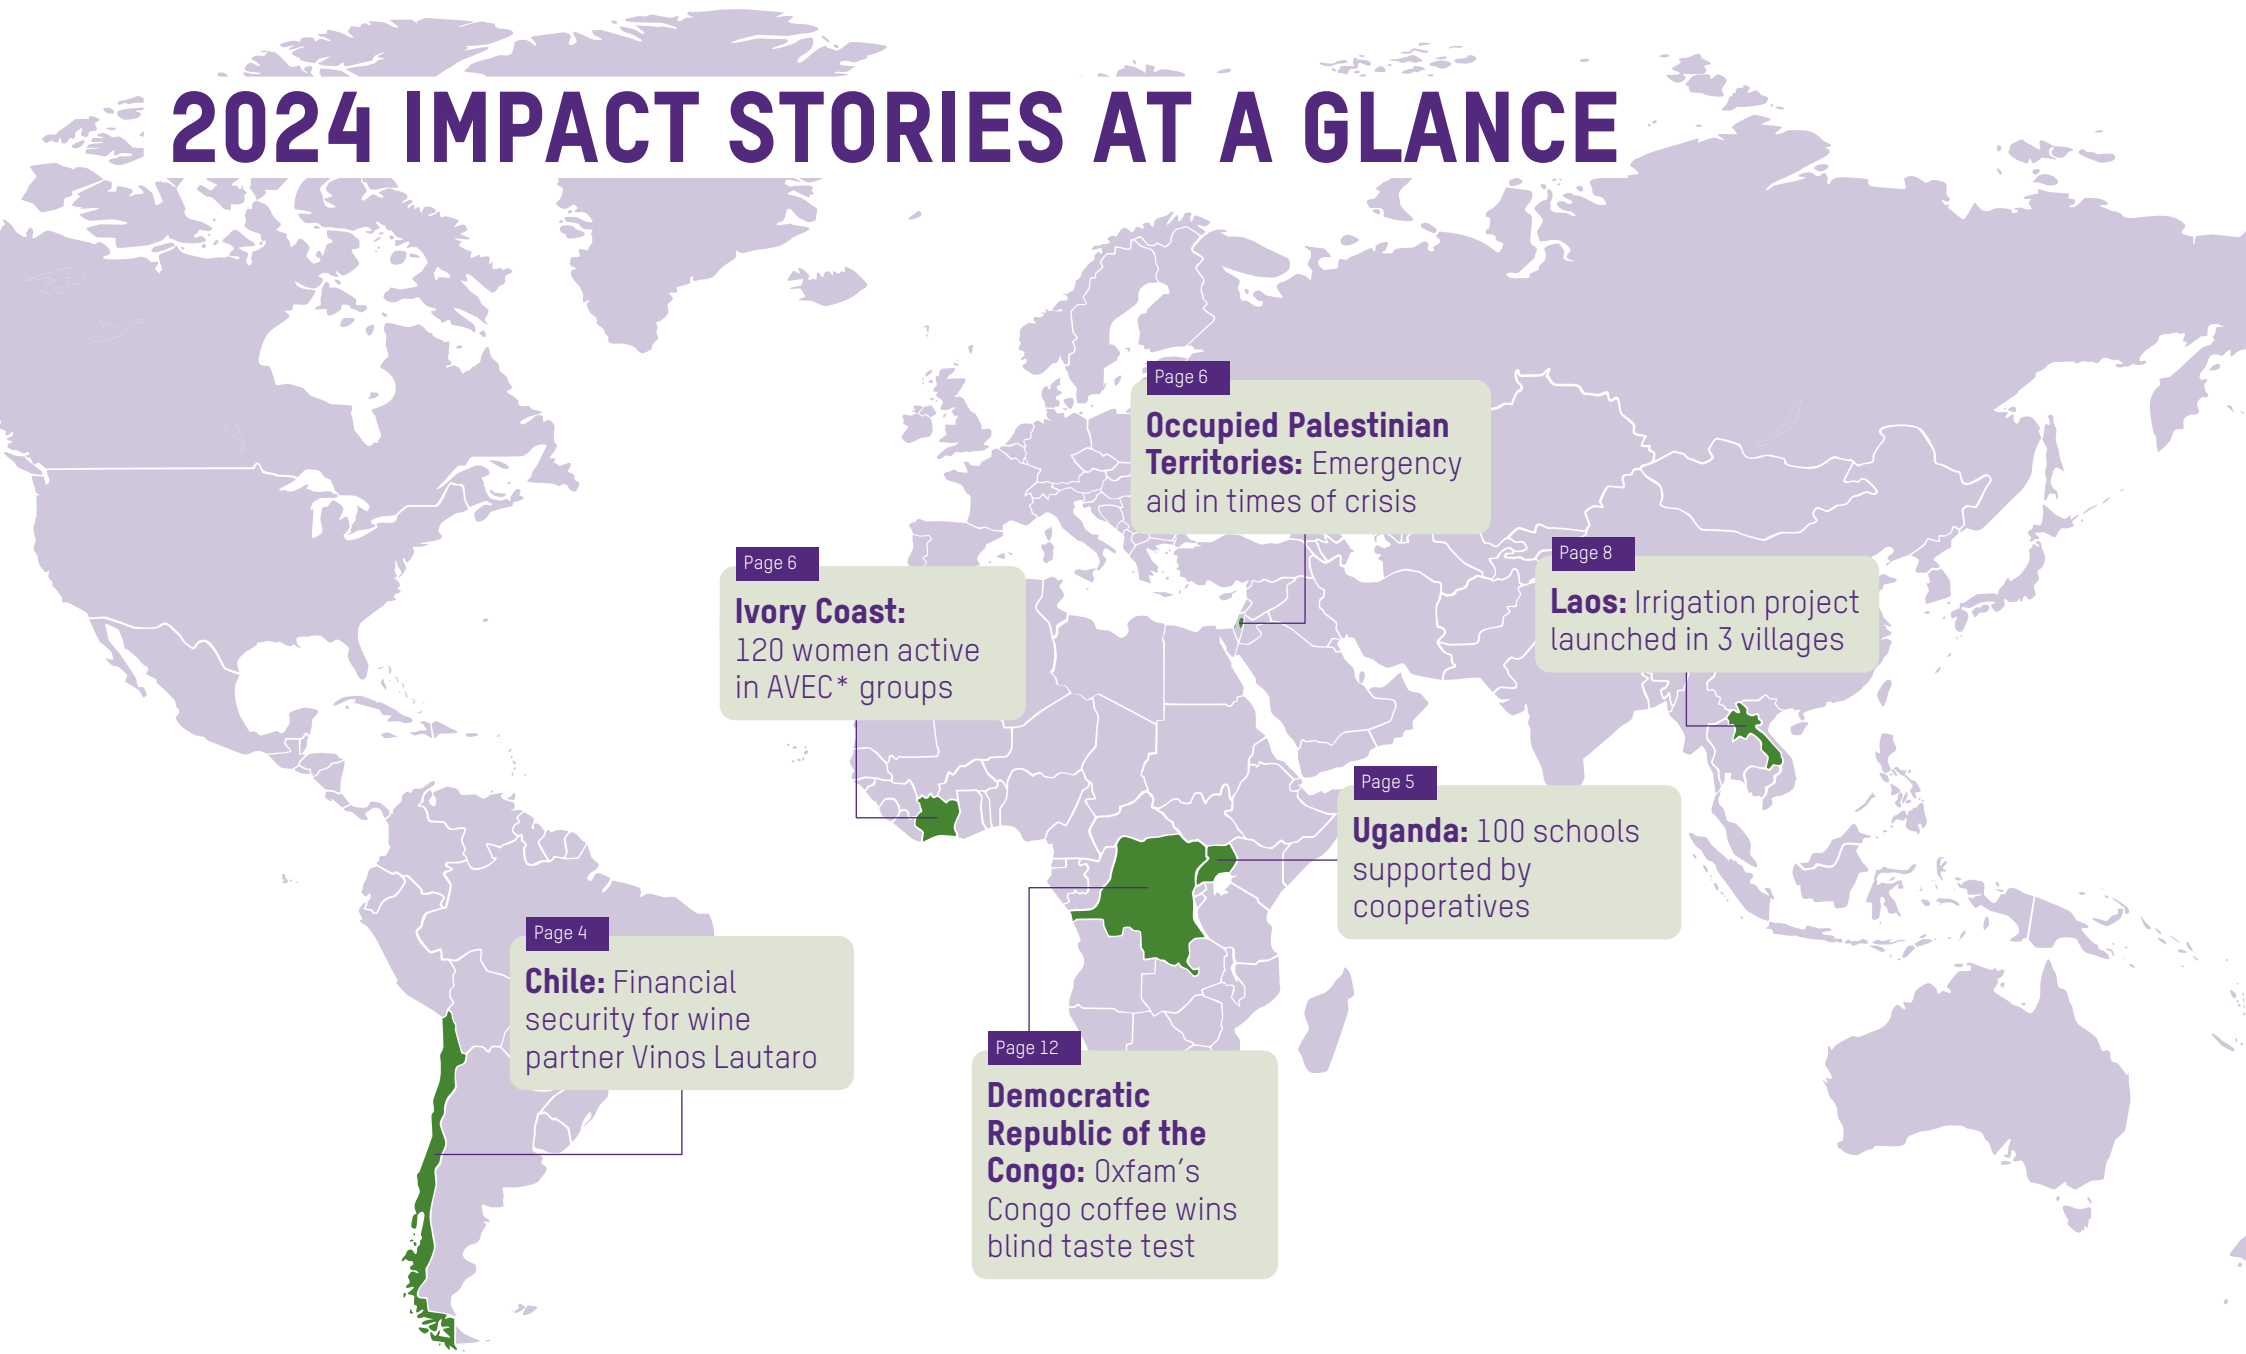 2024 IMPACT STORIES AT A GLANCE
Page 6
Occupied Palestinian
Territories: Emergency
aid in times of crisis
Page 6
Ivory Coast:
120 women active
in AVEC* groups
Page 8
Laos: Irrigation project
launched in 3 villages
Page 5
Uganda: 100 schools
supported by
cooperatives
Page 4
Chile: Financial
security for wine
partner Vinos Lautaro
Page 12
Democratic
Republic of the
Congo: Oxfam’s
Congo coffee wins
blind taste test